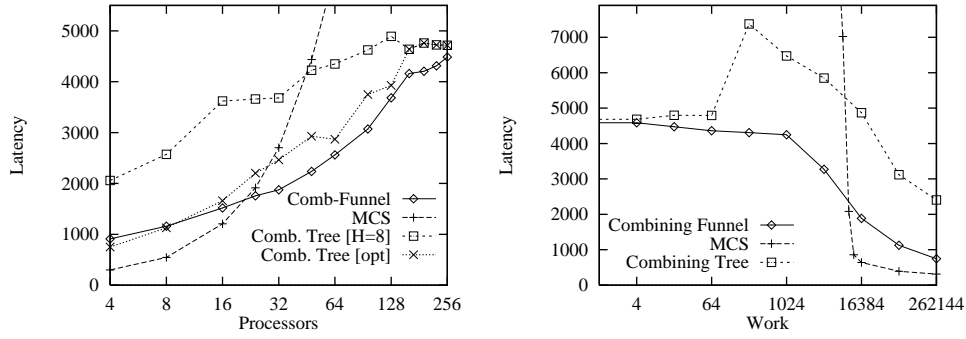 Latency
5000
4000
3000
2000
1000
0
Comb-Funnel
MCS
Comb. Tree [H=8]
Comb. Tree [opt]
4 8 16 32 64 128 256
Processors
Latency
7000
6000
5000
4000
3000
2000
1000
0
Combining Funnel
MCS
Combining Tree
4 64 1024 16384 262144
Work